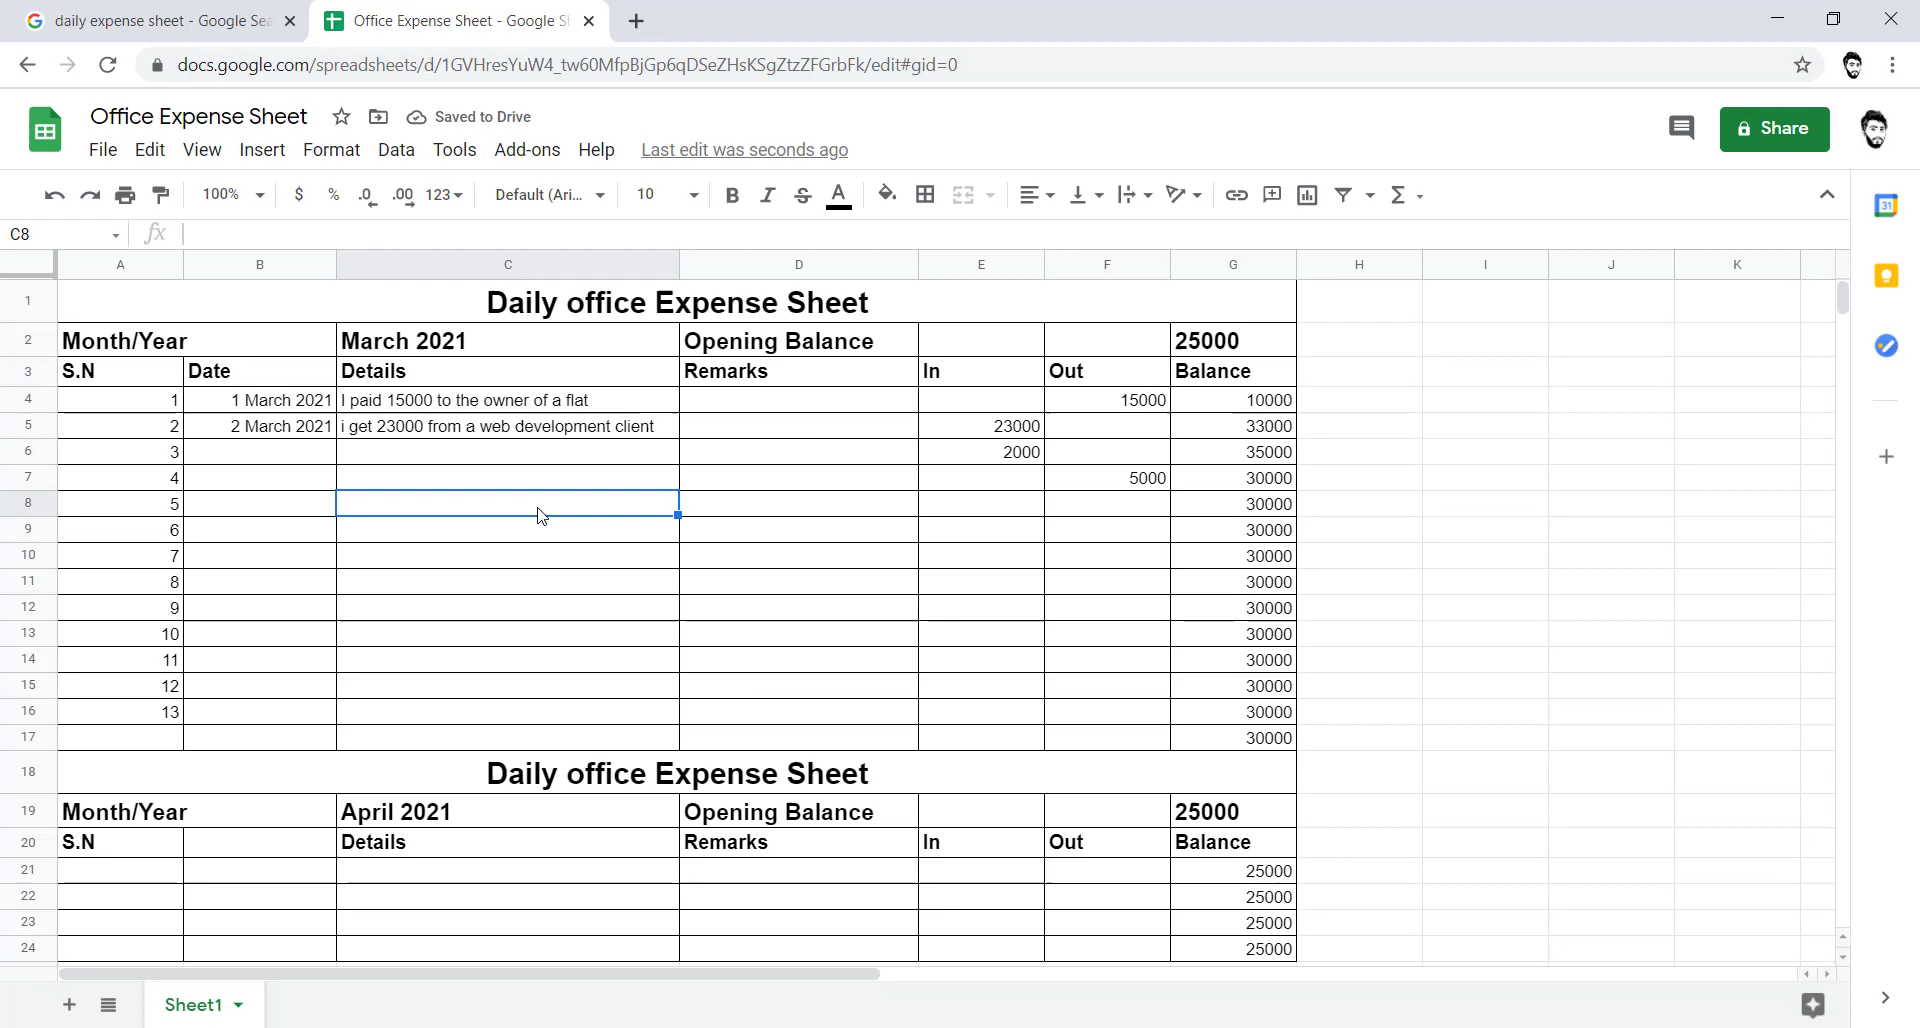 daily expense sheet - Google Sea
Office Expense Sheet - Google Sh
docs.google.com/spreadsheets/d/1GVHresYuW4_tw60MfpBjGp6qDSeZHsKSgZtzZFGrbFk/edit#gid=0
Office Expense Sheet Saved to Drive
File Edit View Insert Format Data Tools Add-ons Help Last edit was seconds ago
Share
100% $ % .0 .00 123 Default (Ari... 10 B I S A
31
C8 fx
A B C D E F G H I J K
1 Daily office Expense Sheet
2 Month/Year March 2021 Opening Balance 25000
3 S.N Date Details Remarks In Out Balance
4 1 1 March 2021 I paid 15000 to the owner of a flat 15000 10000
5 2 2 March 2021 i get 23000 from a web development client 23000 33000
6 3 2000 35000
7 4 5000 30000
8 5 30000
9 6 30000
10 7 30000
11 8 30000
12 9 30000
13 10 30000
14 11 30000
15 12 30000
16 13 30000
17 30000
18 Daily office Expense Sheet
19 Month/Year April 2021 Opening Balance 25000
20 S.N Details Remarks In Out Balance
21 25000
22 25000
23 25000
24 25000
Sheet1